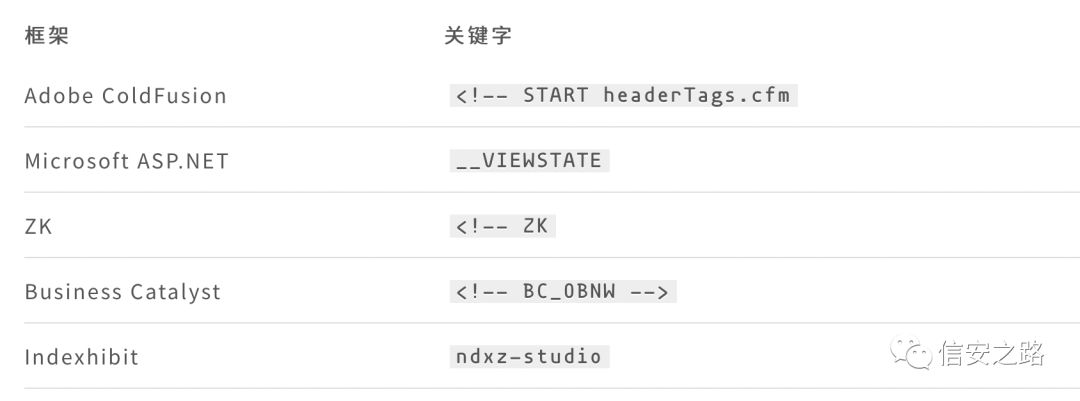 框架 关键字
Adobe ColdFusion <!-- START headerTags.cfm
Microsoft ASP.NET __VIEWSTATE
ZK <!-- ZK
Business Catalyst <!-- BC_OBNW -->
Indexhibit ndxz-studio
信安之路